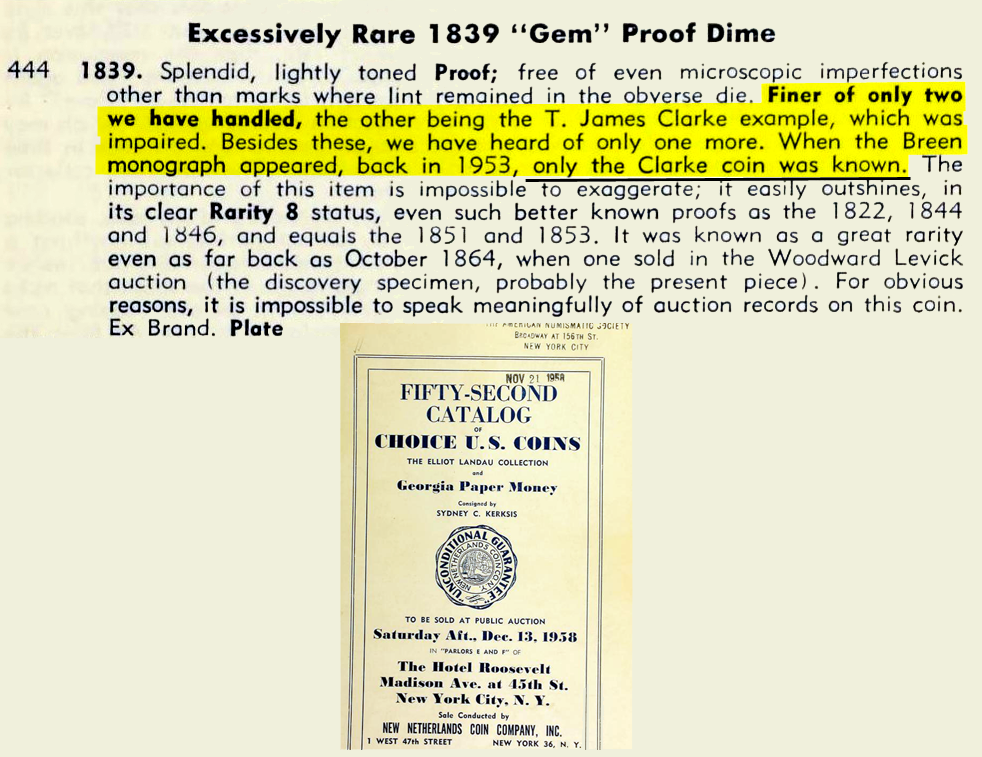 Excessively Rare 1839 “Gem” Proof Dime
444 1839. Splendid, lightly toned Proof; free of even microscopic imperfections
other than marks where lint remained in the obverse die. Finer of only two
we have handled, the other being the T. James Clarke example, which was
impaired. Besides these, we have heard of only one more. When the Breen
monograph appeared, back in 1953, only the Clarke coin was known. The
importance of this item is impossible to exaggerate; it easily outshines, in
its clear Rarity 8 status, even such better known proofs as the 1822, 1844
and 1846, and equals the 1851 and 1853. It was known as a great rarity
even as far back as October 1864, when one sold in the Woodward Levick
auction (the discovery specimen, probably the present piece). For obvious
reasons, it is impossible to speak meaningfully of auction records on this coin.
Ex Brand. Plate
AMERICAN NUMISMATIC SOCIETY
BROADWAY AT 156TH ST.
NEW YORK CITY
NOV 21 1958
FIFTY-SECOND
CATALOG
OF
CHOICE U.S. COINS
THE ELLIOT LANDAU COLLECTION
and
Georgia Paper Money
Consigned by
SYDNEY C. KERKSIS
"UNCONDITIONAL GUARANTEE"
NEW NETHERLANDS COIN CO. N.Y.
TO BE SOLD AT PUBLIC AUCTION
Saturday Aft., Dec. 13, 1958
IN "PARLORS E AND F" OF
The Hotel Roosevelt
Madison Ave. at 45th St.
New York City, N. Y.
Sale Conducted by
NEW NETHERLANDS COIN COMPANY, INC.
1 WEST 47th STREET NEW YORK 36, N. Y.